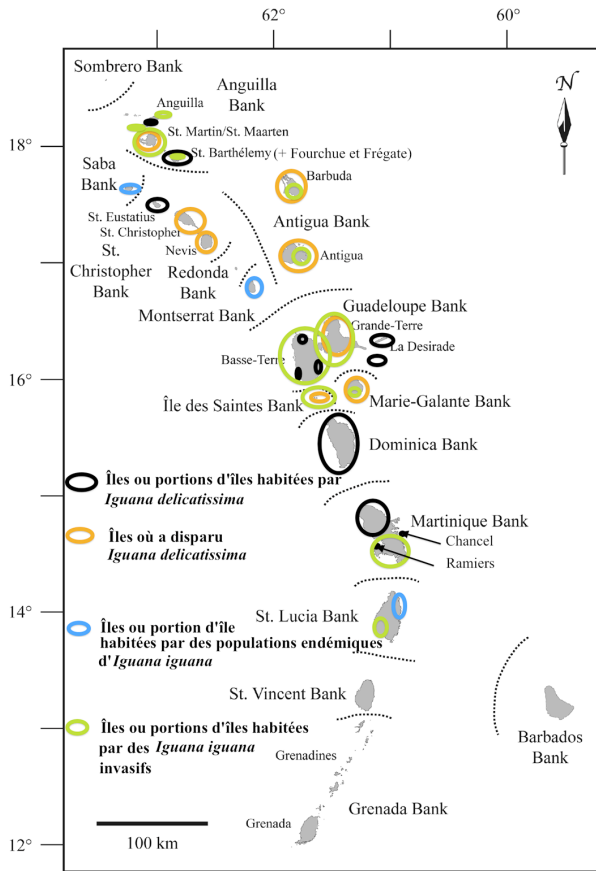 62°
60°
Sombrero Bank
Anguilla
Bank
N
Anguilla
St. Martin/St. Maarten
18°
St. Barthélemy (+ Fourchue et Frégate)
Saba
Bank
Barbuda
St. Eustatius
St. Christopher
Antigua Bank
Nevis
Antigua
St.
Christopher
Bank
Redonda
Bank
Montserrat Bank
Guadeloupe Bank
Grande-Terre
La Desirade
Basse-Terre
16°
Île des Saintes Bank
Marie-Galante Bank
Dominica Bank
Îles ou portions d'îles habitées par
Iguana delicatissima
Martinique Bank
Chancel
Ramiers
Îles où a disparu
Iguana delicatissima
14°
St. Lucia Bank
Îles ou portion d'île
habitées par des populations endémiques
d'Iguana iguana
St. Vincent Bank
Barbados
Bank
Îles ou portions d'îles habitées
par des Iguana iguana
invasifs
Grenadines
Grenada Bank
Grenada
100 km
12°